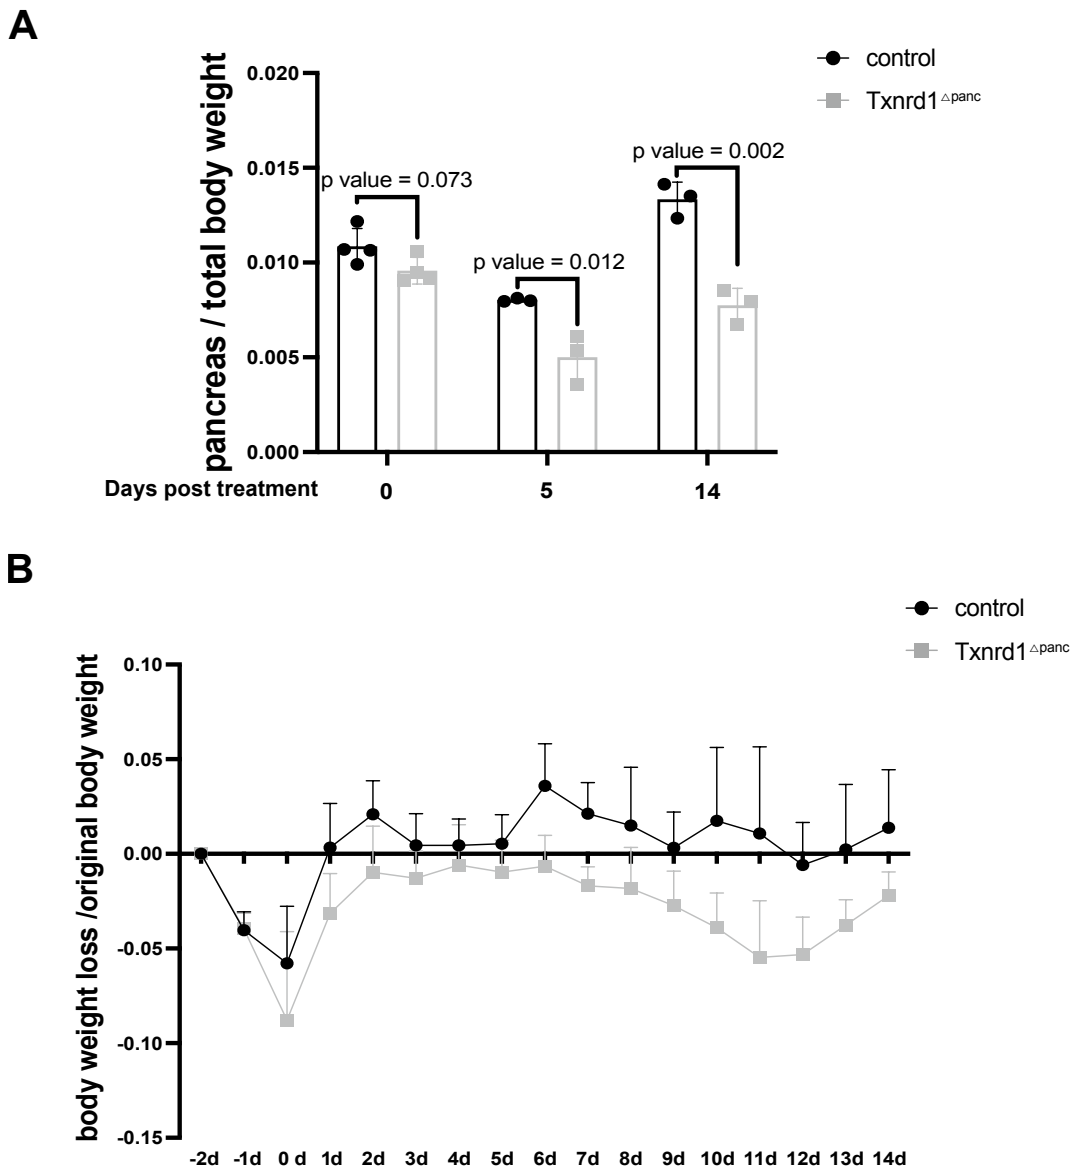 A
control
Txnrd1△panc
pancreas / total body weight
0.020
0.015
0.010
0.005
0.000
p value = 0.073
p value = 0.012
p value = 0.002
Days post treatment
0 5 14
B
control
Txnrd1△panc
body weight loss /original body weight
0.10
0.05
0.00
-0.05
-0.10
-0.15
-2d -1d 0 d 1d 2d 3d 4d 5d 6d 7d 8d 9d 10d 11d 12d 13d 14d